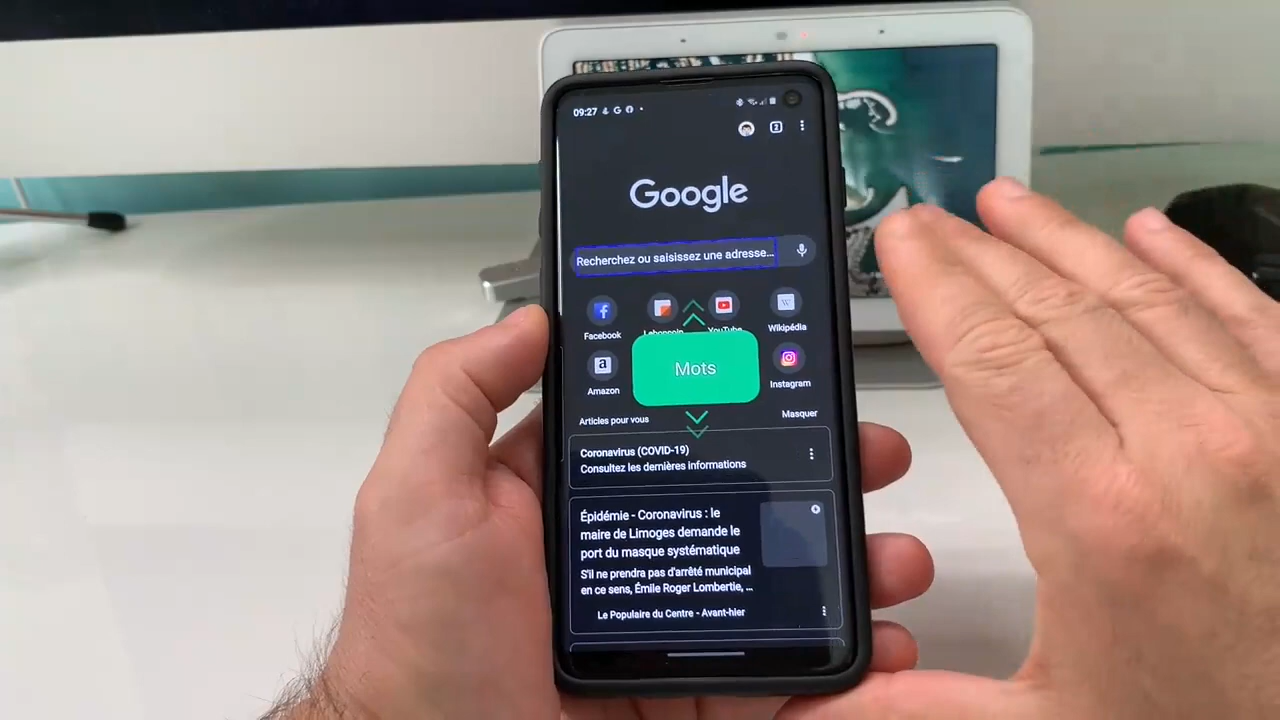 09:27
2
Google
Recherchez ou saisissez une adresse...
W
Facebook
Leboncoin
YouTube
Wikipédia
Mots
a
Amazon
Instagram
Articles pour vous
Masquer
Coronavirus (COVID-19)
Consultez les dernières informations
Épidémie - Coronavirus : le
maire de Limoges demande le
port du masque systématique
S'il ne prendra pas d'arrêté municipal
en ce sens, Émile Roger Lombertie, ...
Le Populaire du Centre - Avant-hier